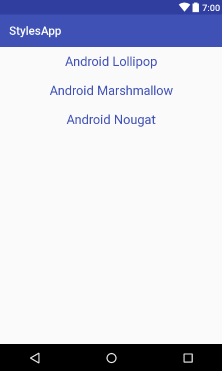 7:00
StylesApp
Android Lollipop
Android Marshmallow
Android Nougat